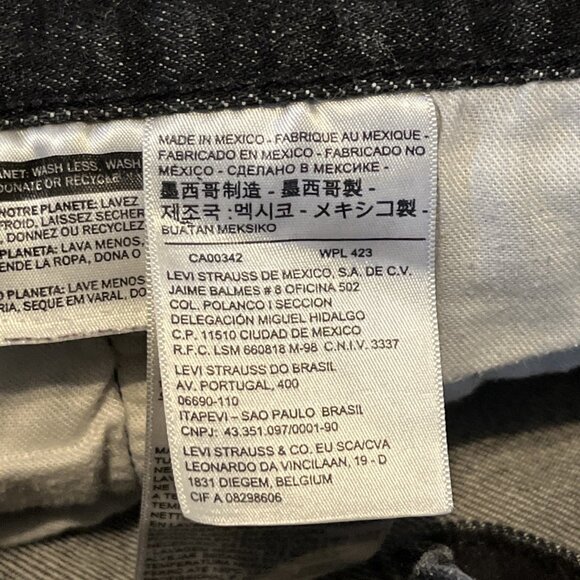 MADE IN MEXICO - FABRIQUE AU MEXIQUE -
FABRICADO EN MEXICO - FABRICADO NO
MÉXICO - СДЕЛАНО В МЕКСИКЕ -
墨西哥制造 - 墨西哥製 -
제조국 :멕시코 - メキシコ製 -
BUATAN MEKSIKO
CA00342 WPL 423
LEVI STRAUSS DE MEXICO, S.A. DE C.V.
JAIME BALMES # 8 OFICINA 502
COL. POLANCO I SECCION
DELEGACIÓN MIGUEL HIDALGO
C.P. 11510 CIUDAD DE MEXICO
R.F.C. LSM 660818 M-98 C.N.I.V. 3337
LEVI STRAUSS DO BRASIL
AV. PORTUGAL, 400
06690-110
ITAPEVI - SAO PAULO BRASIL
CNPJ: 43.351.097/0001-90
LEVI STRAUSS & CO. EU SCA/CVA
LEONARDO DA VINCILAAN, 19 - D
1831 DIEGEM, BELGIUM
CIF A 08298606
WASH LESS, WASH
DONATE OR RECYCLE
NOTRE PLANETE: LAVEZ
FROID, LAISSEZ SECHER
, DONNEZ OU RECYCLEZ
PLANETA: LAVA MENOS,
ENDE LA ROPA, DONA O
O PLANETA: LAVE MENOS
RIA, SEQUE EM VARAL, DO